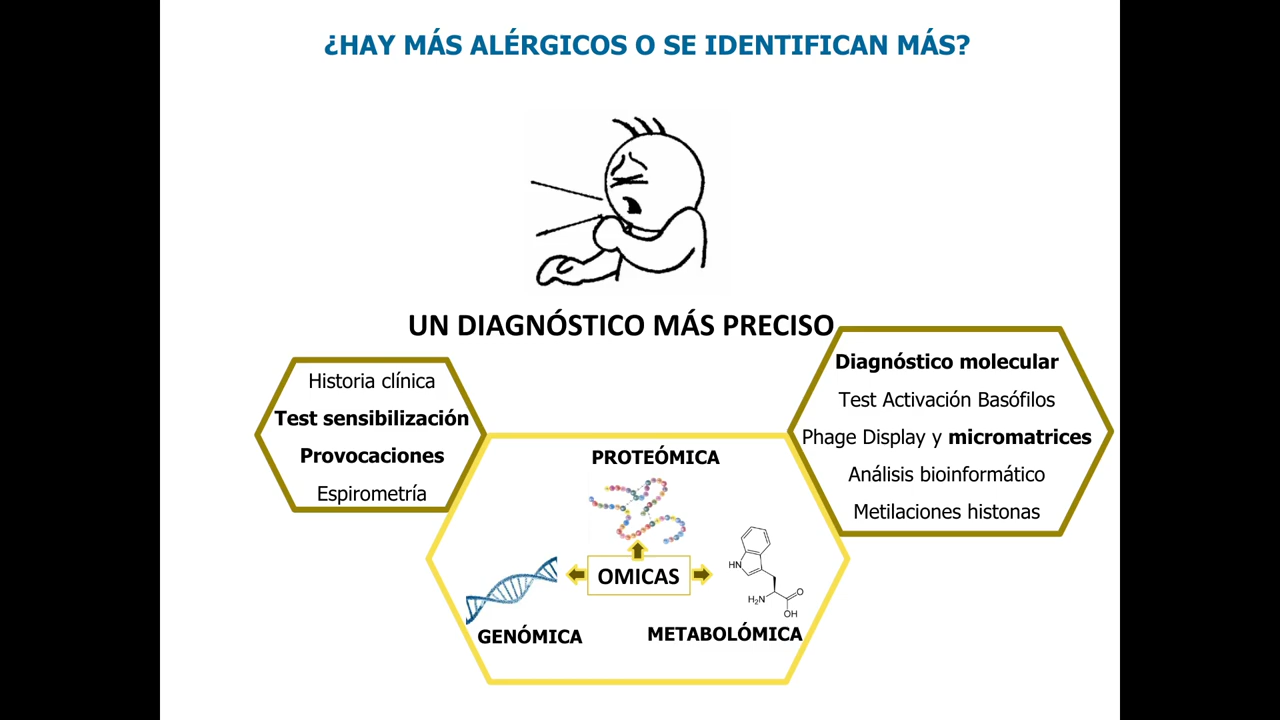 ¿HAY MÁS ALÉRGICOS O SE IDENTIFICAN MÁS?
UN DIAGNÓSTICO MÁS PRECISO
Historia clínica
Test sensibilización
Provocaciones
Espirometría
Diagnóstico molecular
Test Activación Basófilos
Phage Display y micromatrices
Análisis bioinformático
Metilaciones histonas
PROTEÓMICA
OMICAS
GENÓMICA
METABOLÓMICA
HN
H₂N
O
OH